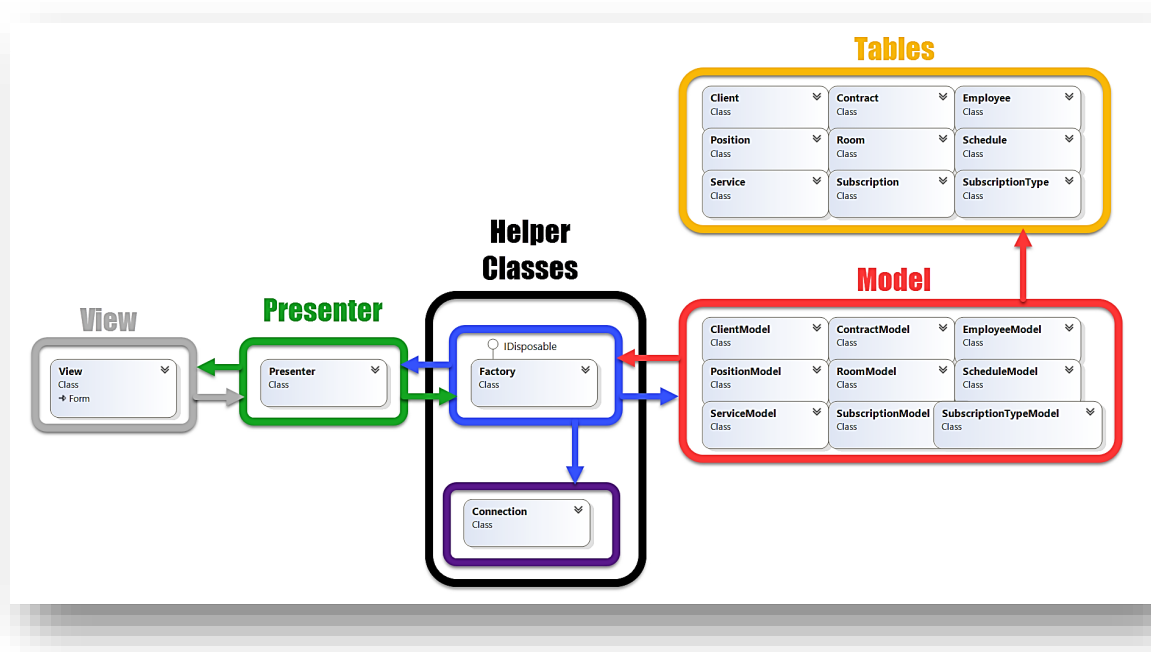 Tables
Client
Class
Contract
Class
Employee
Class
Position
Class
Room
Class
Schedule
Class
Service
Class
Subscription
Class
SubscriptionType
Class
Helper
Classes
Model
ClientModel
Class
ContractModel
Class
EmployeeModel
Class
PositionModel
Class
RoomModel
Class
ScheduleModel
Class
ServiceModel
Class
SubscriptionModel
Class
SubscriptionTypeModel
Class
View
View
Class
Form
Presenter
Presenter
Class
IDisposable
Factory
Class
Connection
Class